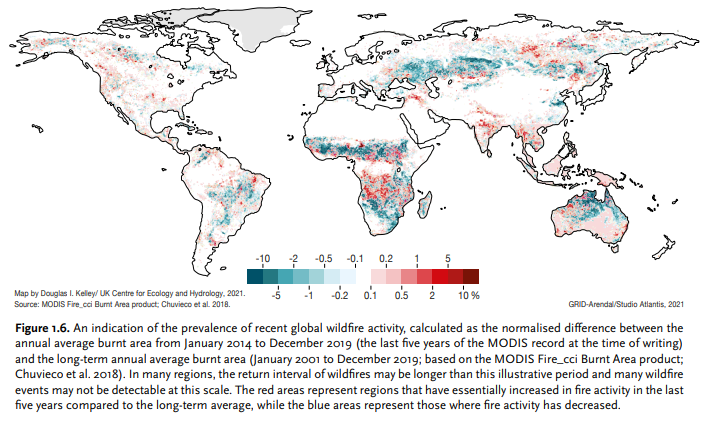 -10 -2 -0.5 -0.1 0.2 1 5
-5 -1 -0.2 0.1 0.5 2 10 %
Map by Douglas I. Kelley/ UK Centre for Ecology and Hydrology, 2021.
Source: MODIS Fire_cci Burnt Area product; Chuvieco et al. 2018.
GRID-Arendal/Studio Atlantis, 2021
Figure 1.6. An indication of the prevalence of recent global wildfire activity, calculated as the normalised difference between the
annual average burnt area from January 2014 to December 2019 (the last five years of the MODIS record at the time of writing)
and the long-term annual average burnt area (January 2001 to December 2019; based on the MODIS Fire_cci Burnt Area product;
Chuvieco et al. 2018). In many regions, the return interval of wildfires may be longer than this illustrative period and many wildfire
events may not be detectable at this scale. The red areas represent regions that have essentially increased in fire activity in the last
five years compared to the long-term average, while the blue areas represent those where fire activity has decreased.